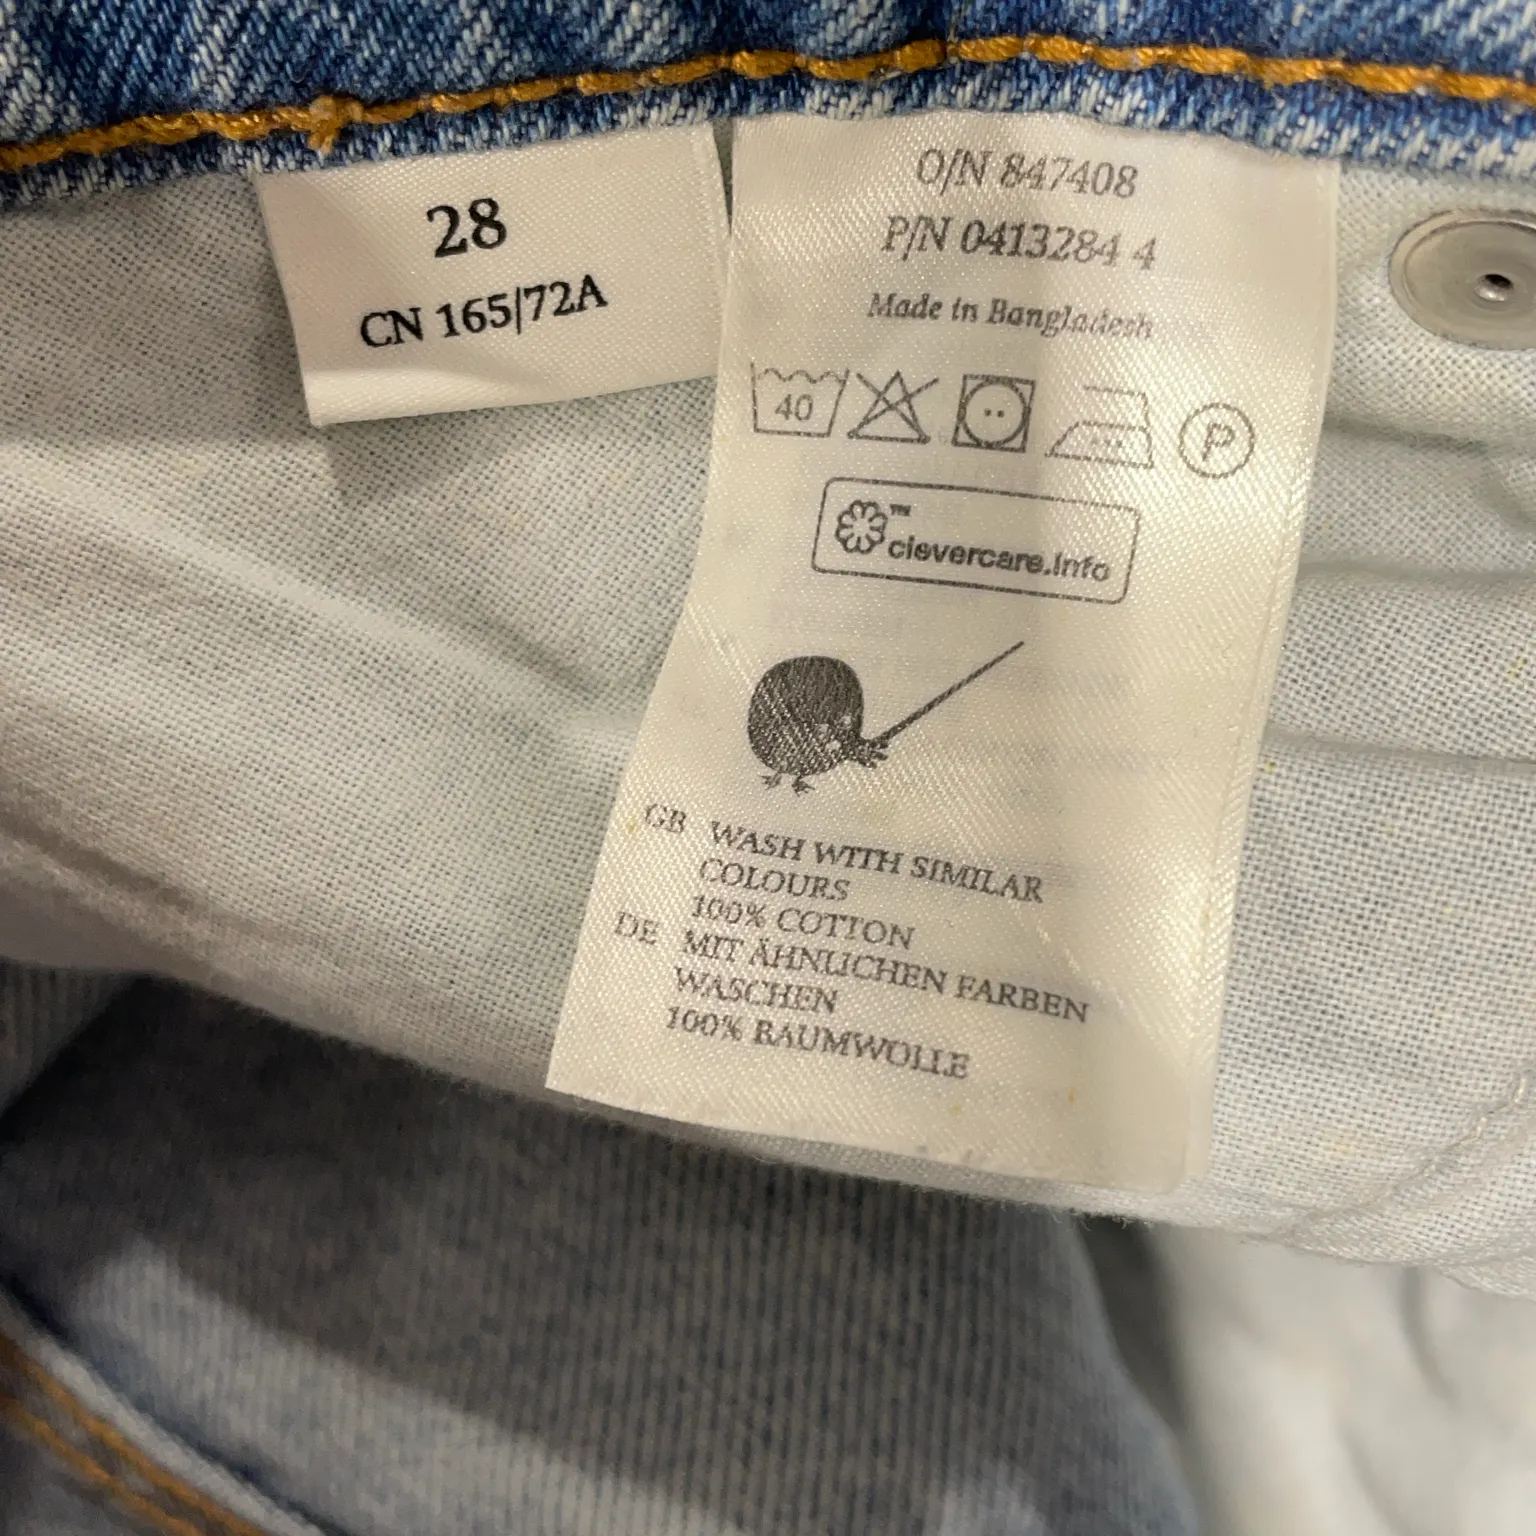 28
CN 165/72A
O/N 847408
P/N 0413284 4
Made in Bangladesh
40
P
™
clevercare.info
GB WASH WITH SIMILAR
COLOURS
100% COTTON
DE MIT ÄHNLICHEN FARBEN
WASCHEN
100% BAUMWOLLE